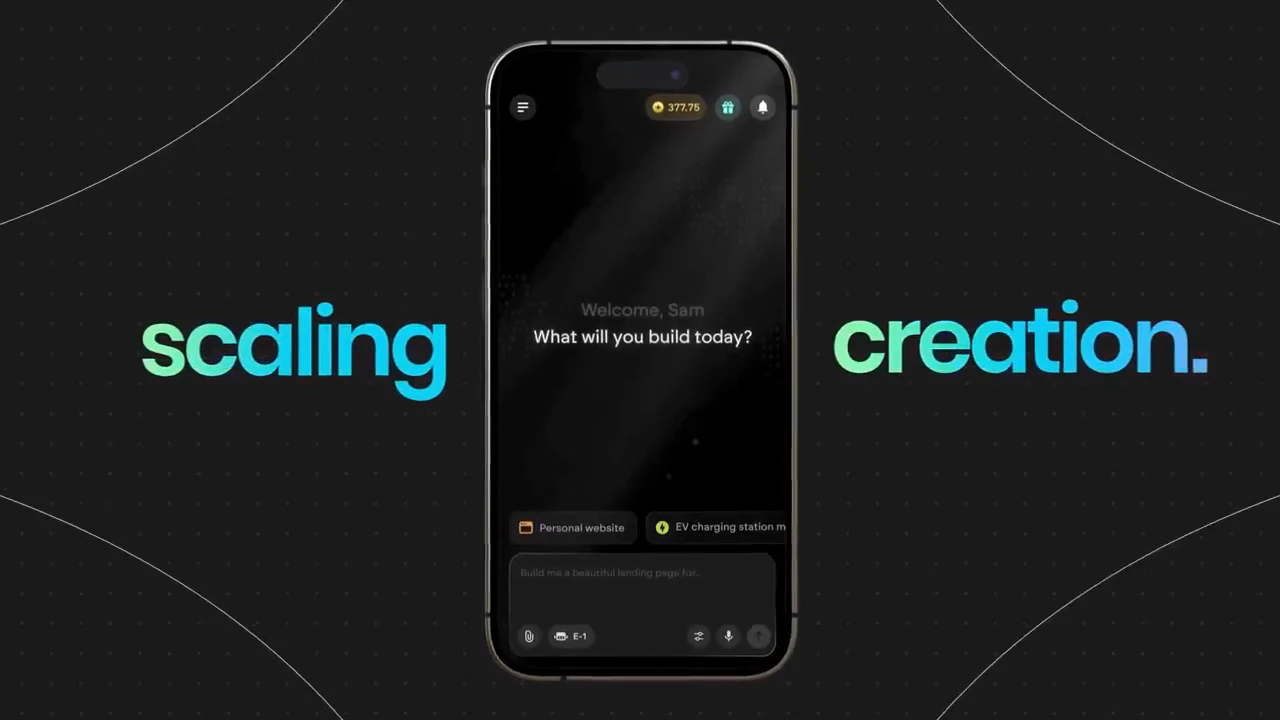 377.75
scaling
creation.
Welcome, Sam
What will you build today?
Personal website
EV charging station m
Build me a beautiful landing page for..
E-1